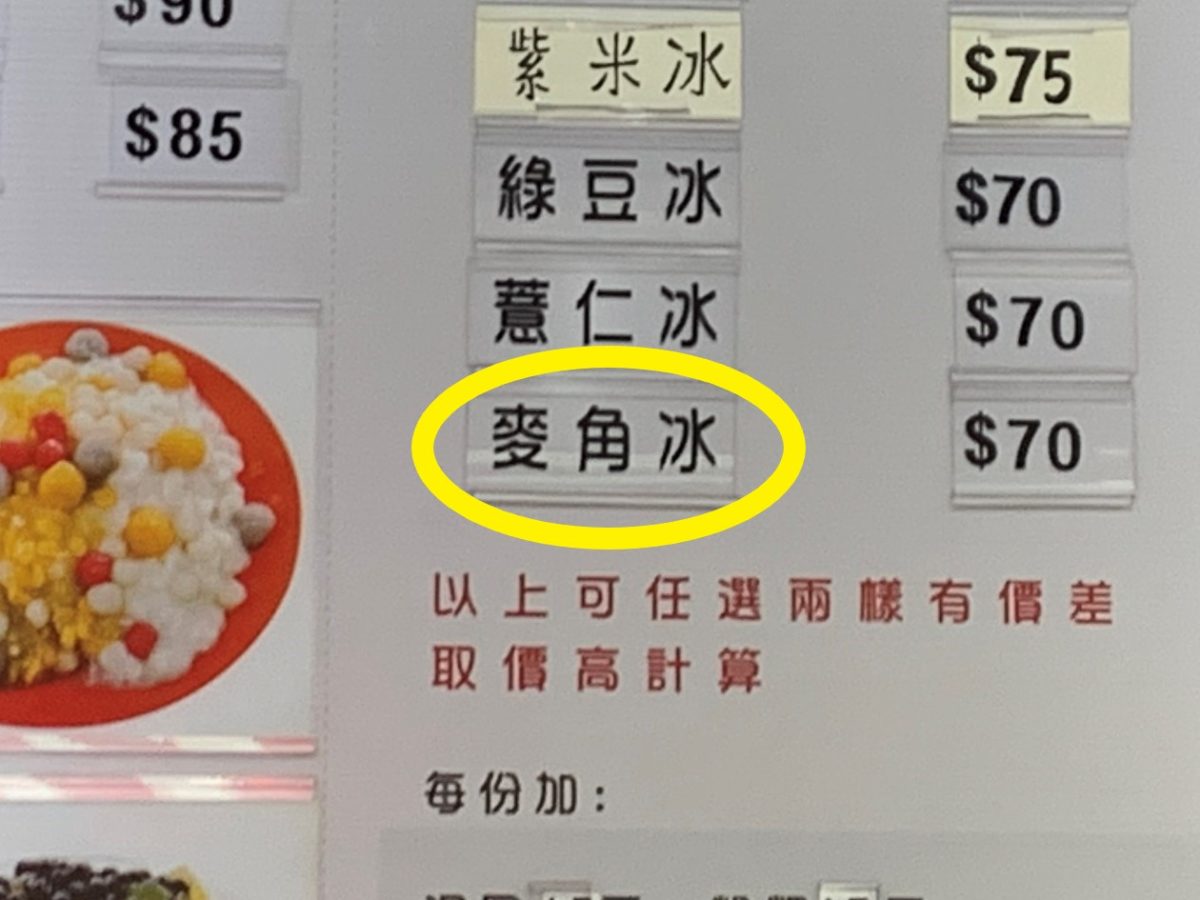 $90
$85
紫米冰 $75
綠豆冰 $70
薏仁冰 $70
麥角冰 $70
以上可任選兩樣有價差
取價高計算
每份加: